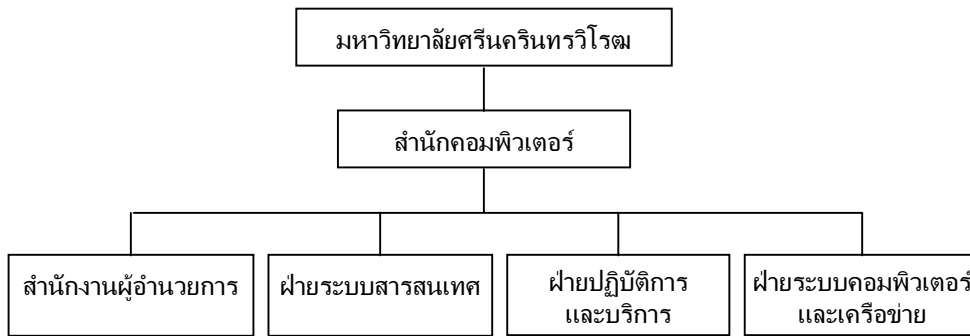 มหาวิทยาลัยศรีนครินทรวิโรฒ
สำนักคอมพิวเตอร์
สำนักงานผู้อำนวยการ
ฝ่ายระบบสารสนเทศ
ฝ่ายปฏิบัติการ
และบริการ
ฝ่ายระบบคอมพิวเตอร์
และเครือข่าย